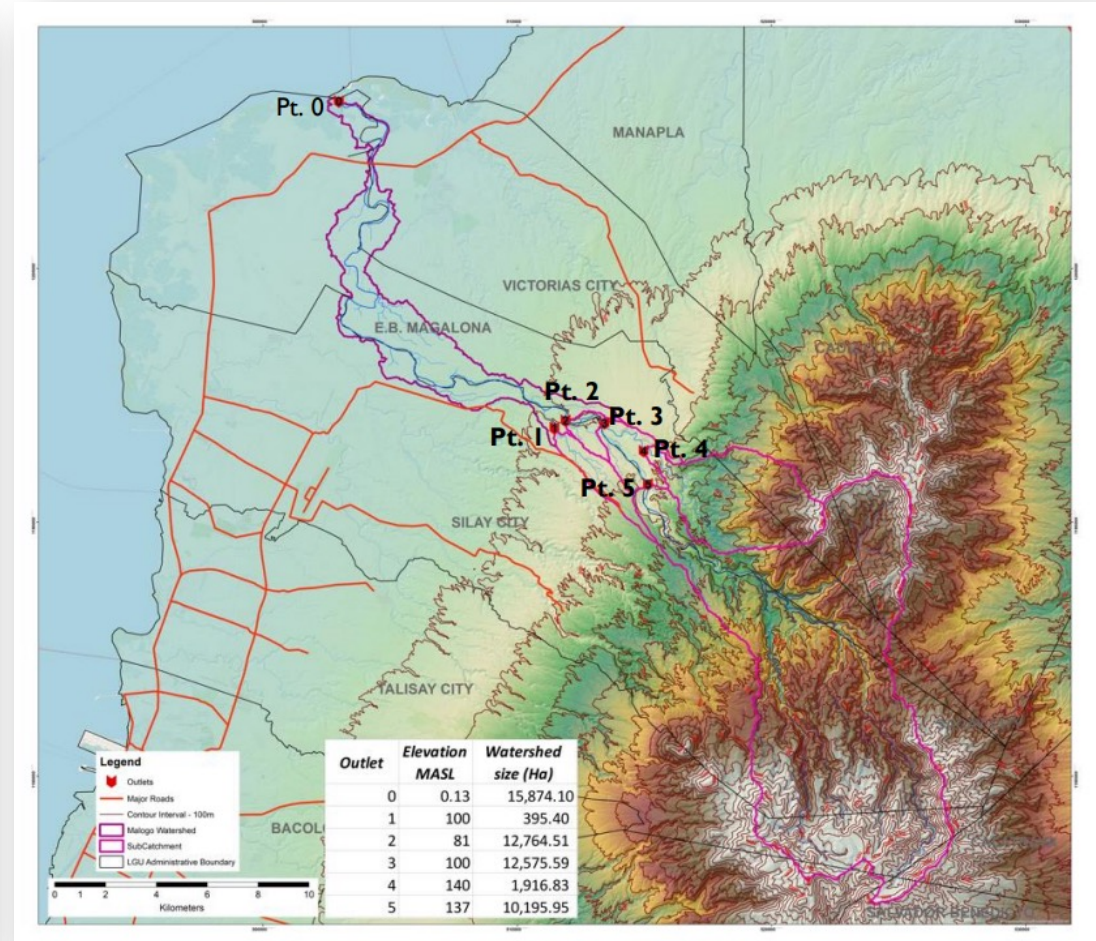 Pt. 0
MANAPLA
VICTORIAS CITY
E.B. MAGALONA
Pt. 2
Pt. 3
Pt. 1
Pt. 4
Pt. 5
SILAY CITY
TALISAY CITY
Legend
Outlets
Major Roads
Contour Interval - 100m
Malogo Watershed
SubCatchment
LGU Administrative Boundary
0 1 2 4 6 8 10
Kilometers
BACOL
Outlet Elevation MASL Watershed size (Ha)
0 0.13 15,874.10
1 100 395.40
2 81 12,764.51
3 100 12,575.59
4 140 1,916.83
5 137 10,195.95
SALVADOR BENEDICTO